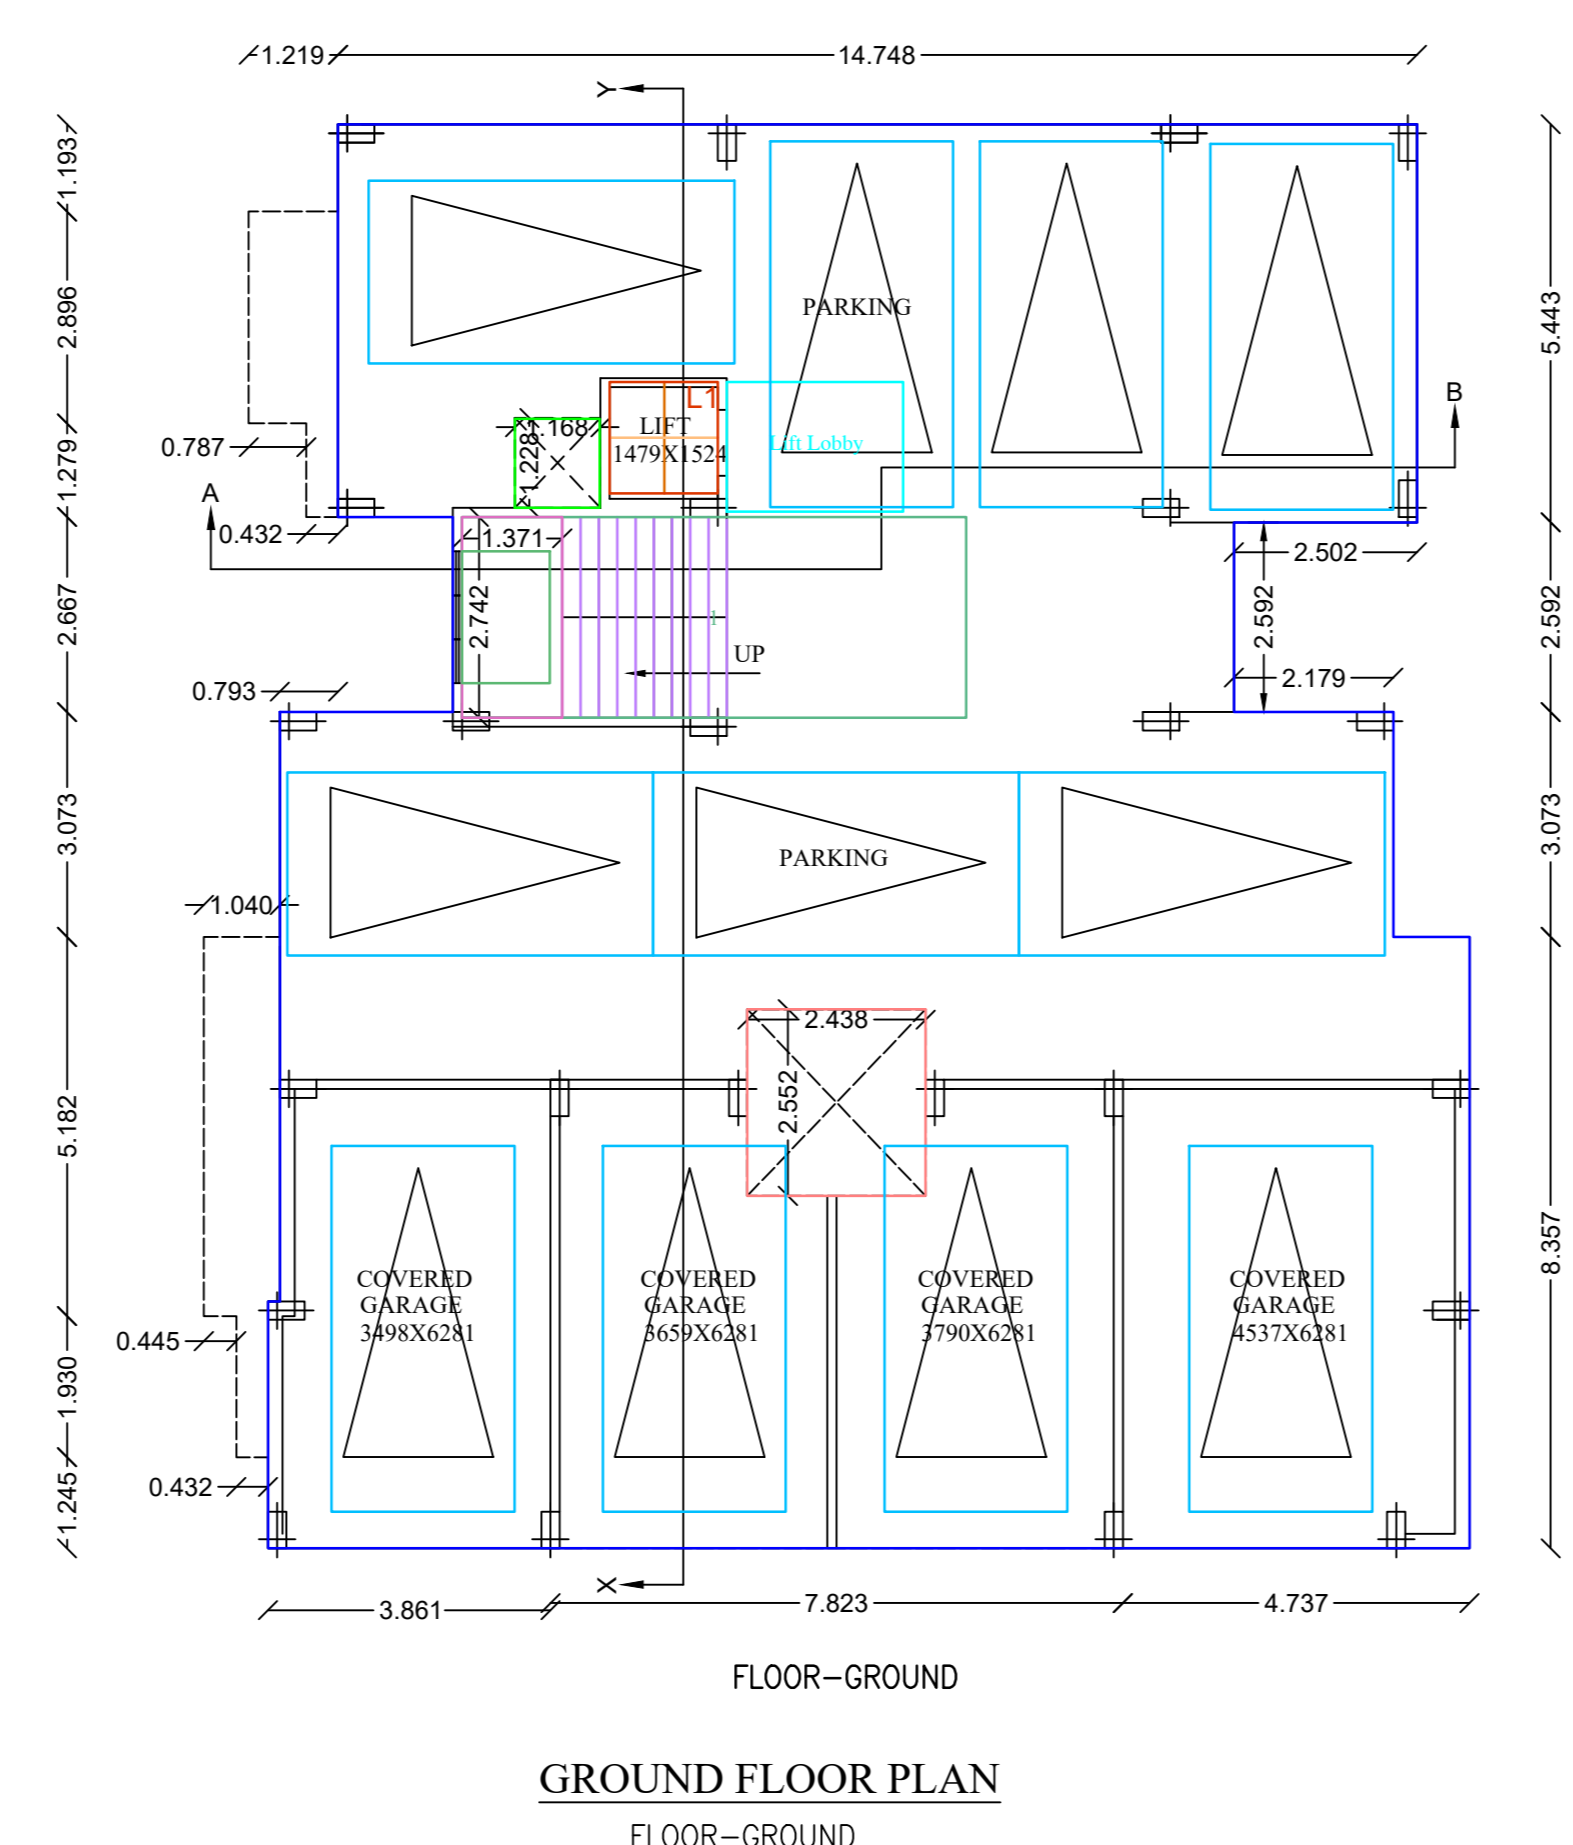 1.219
14.748
Y
1.193
2.896
1.279
2.667
3.073
5.182
1.930
1.245
5.443
2.592
3.073
8.357
PARKING
L1
LIFT
1479X1524
Lift Lobby
1.168
1.228
B
0.787
A
0.432
1.371
2.502
2.742
2.592
1
UP
0.793
2.179
PARKING
1.040
2.438
2.552
COVERED
GARAGE
3498X6281
COVERED
GARAGE
3659X6281
COVERED
GARAGE
3790X6281
COVERED
GARAGE
4537X6281
0.445
0.432
X
3.861
7.823
4.737
FLOOR-GROUND
GROUND FLOOR PLAN
FLOOR-GROUND